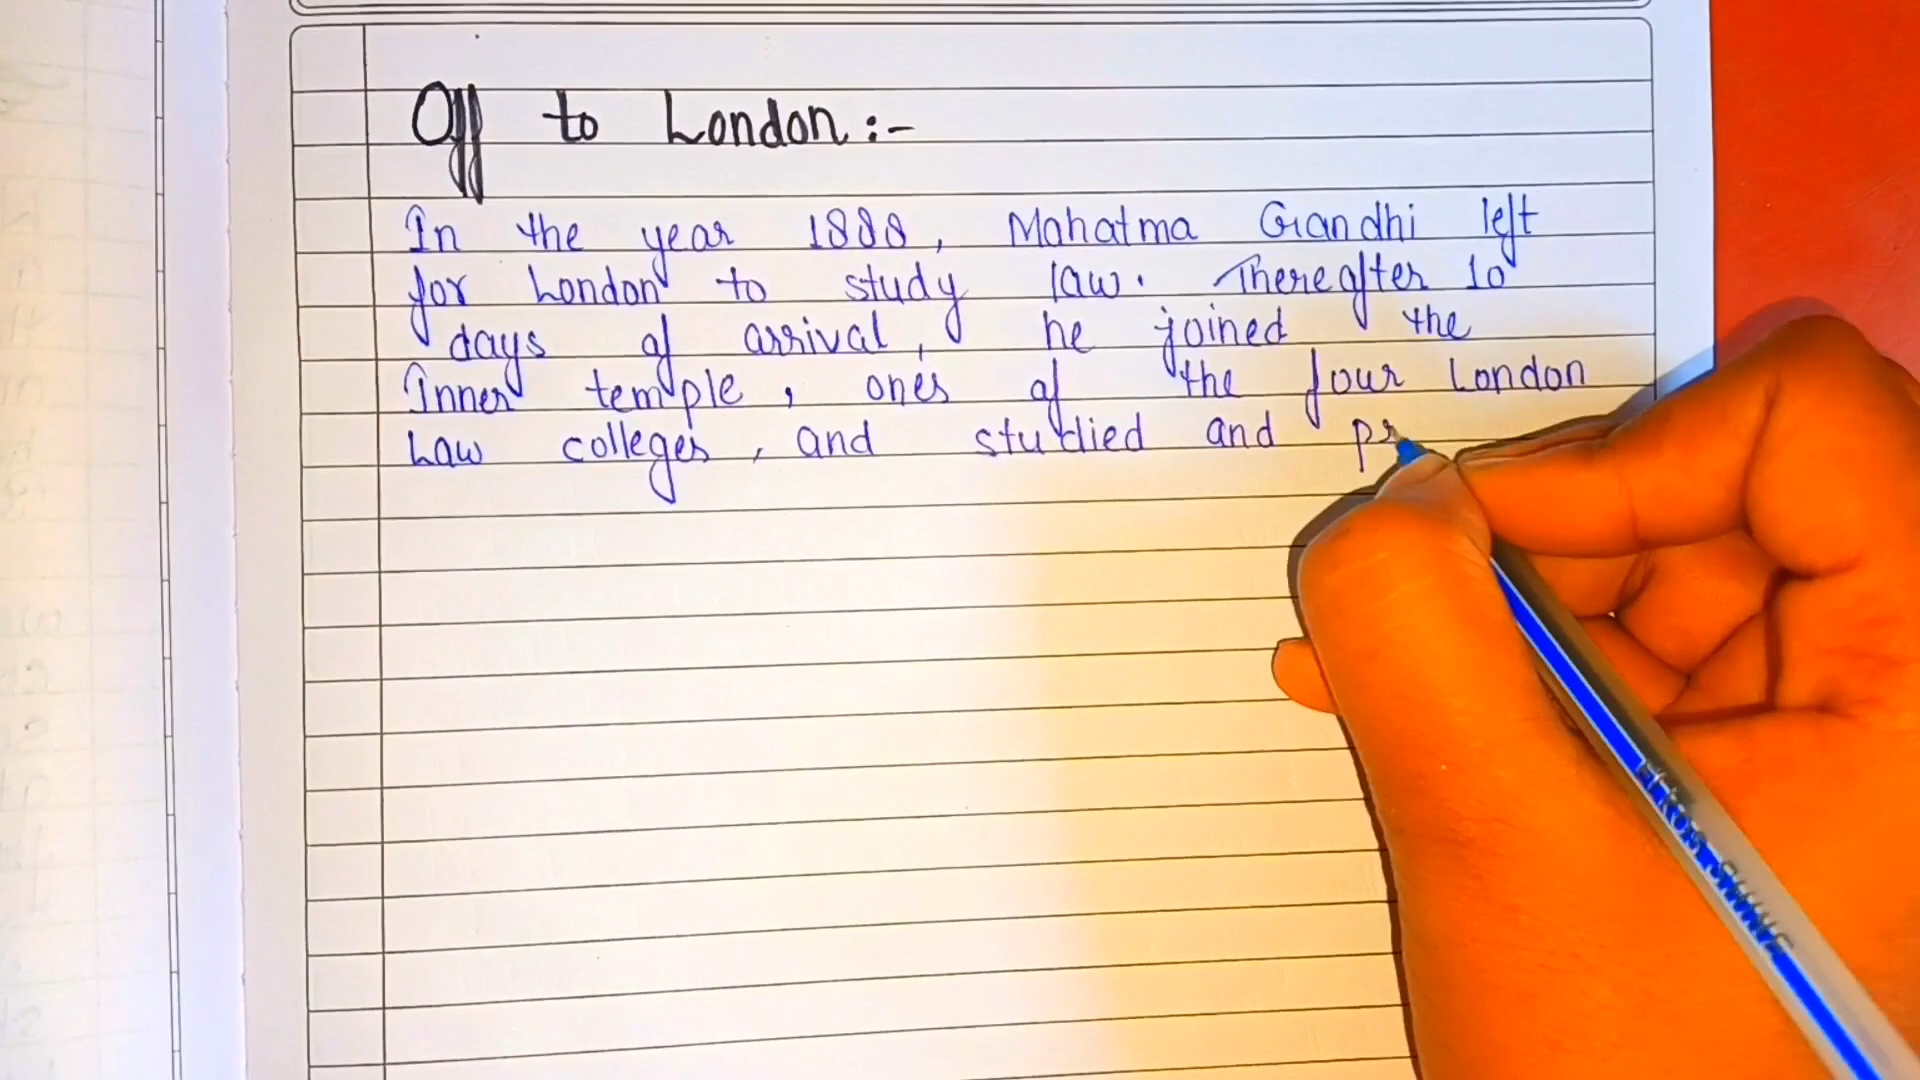 Off to London :-
In the year 1888, Mahatma Gandhi left
for London to study law. Thereafter 10
days of arrival, he joined the
Inner temple, ones of the four London
Law colleges, and studied and pr